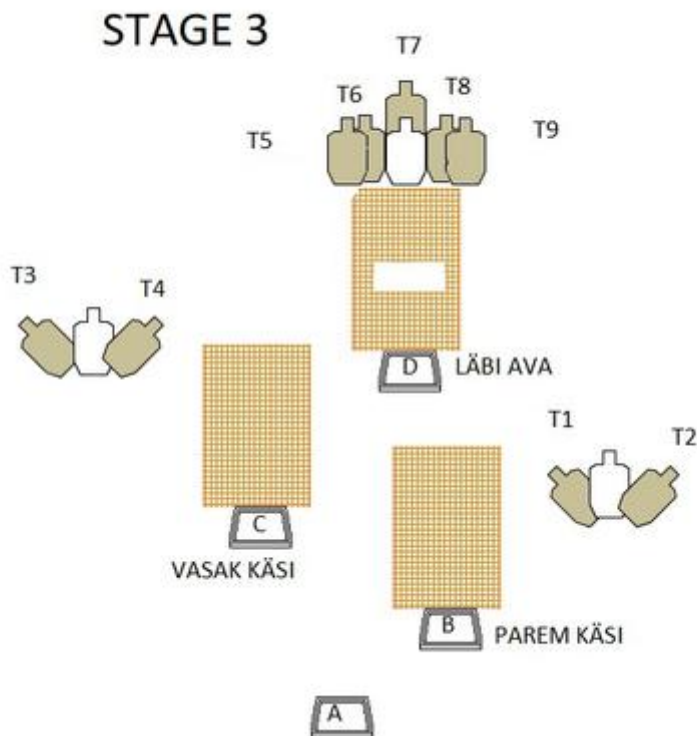 STAGE 3
T7
T6
T8
T5
T9
T3
T4
D
LÄBI AVA
T1
T2
C
VASAK KÄSI
B
PAREM KÄSI
A